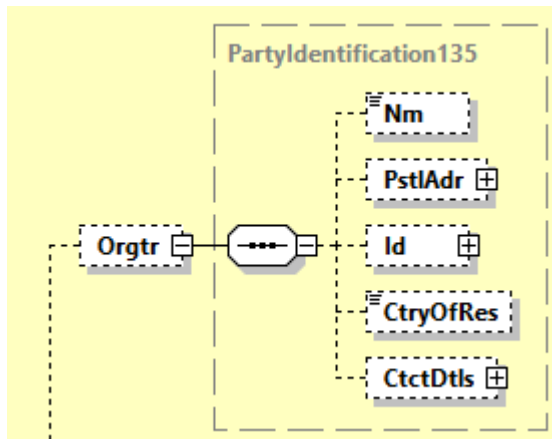 PartyIdentification135
Nm
PstlAdr
Orgtr
Id
CtryOfRes
CtctDtls